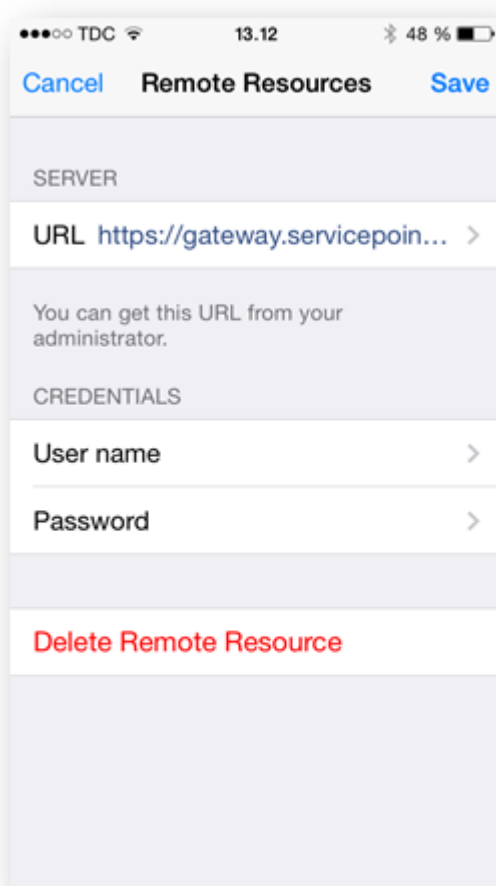 TDC 13.12 48 %
Cancel Remote Resources Save
SERVER
URL https://gateway.servicepoin...
You can get this URL from your
administrator.
CREDENTIALS
User name
Password
Delete Remote Resource